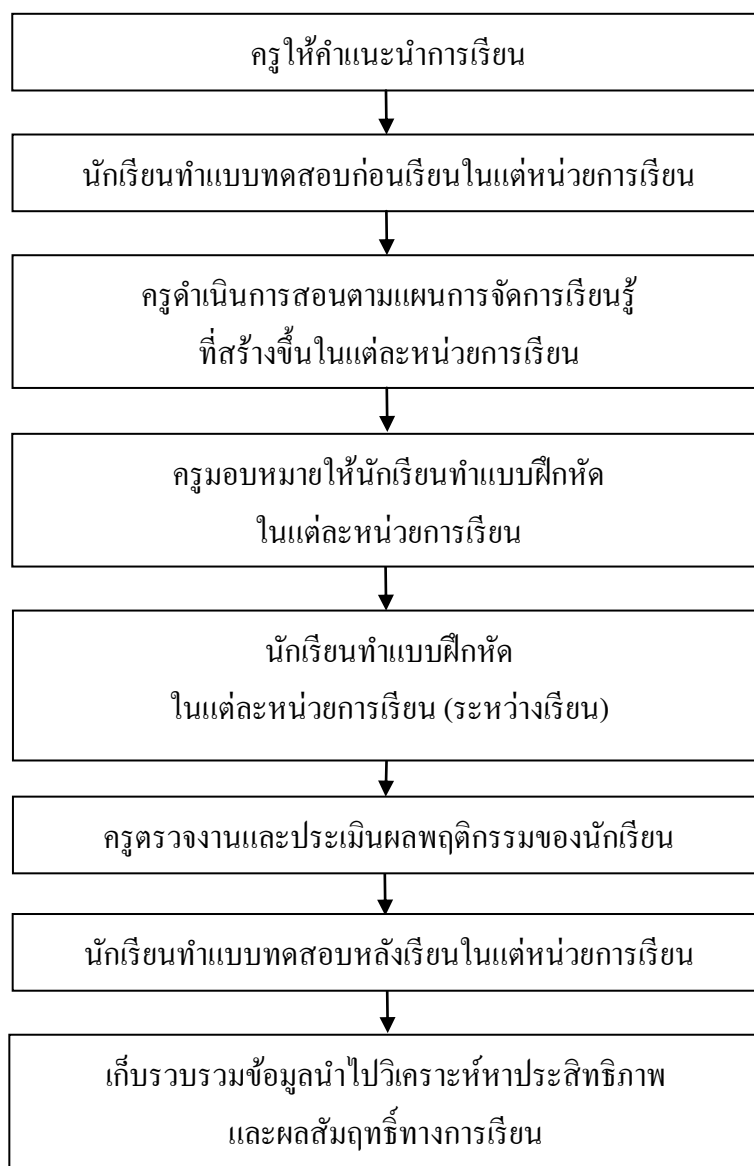 ครูให้คำแนะนำการเรียน
นักเรียนทำแบบทดสอบก่อนเรียนในแต่หน่วยการเรียน
ครูดำเนินการสอนตามแผนการจัดการเรียนรู้
ที่สร้างขึ้นในแต่ละหน่วยการเรียน
ครูมอบหมายให้นักเรียนทำแบบฝึกหัด
ในแต่ละหน่วยการเรียน
นักเรียนทำแบบฝึกหัด
ในแต่ละหน่วยการเรียน (ระหว่างเรียน)
ครูตรวจงานและประเมินผลพฤติกรรมของนักเรียน
นักเรียนทำแบบทดสอบหลังเรียนในแต่หน่วยการเรียน
เก็บรวบรวมข้อมูลนำไปวิเคราะห์หาประสิทธิภาพ
และผลสัมฤทธิ์ทางการเรียน